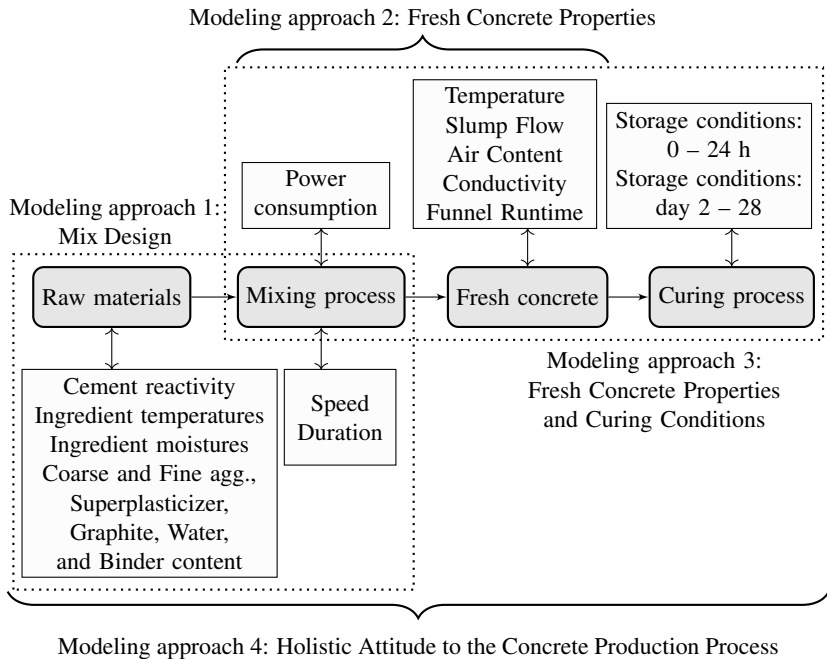 Modeling approach 2: Fresh Concrete Properties
Temperature
Slump Flow
Air Content
Conductivity
Funnel Runtime
Storage conditions:
0 – 24 h
Storage conditions:
day 2 – 28
Power
consumption
Modeling approach 1:
Mix Design
Raw materials
Mixing process
Fresh concrete
Curing process
Modeling approach 3:
Fresh Concrete Properties
and Curing Conditions
Cement reactivity
Ingredient temperatures
Ingredient moistures
Coarse and Fine agg.,
Superplasticizer,
Graphite, Water,
and Binder content
Speed
Duration
Modeling approach 4: Holistic Attitude to the Concrete Production Process